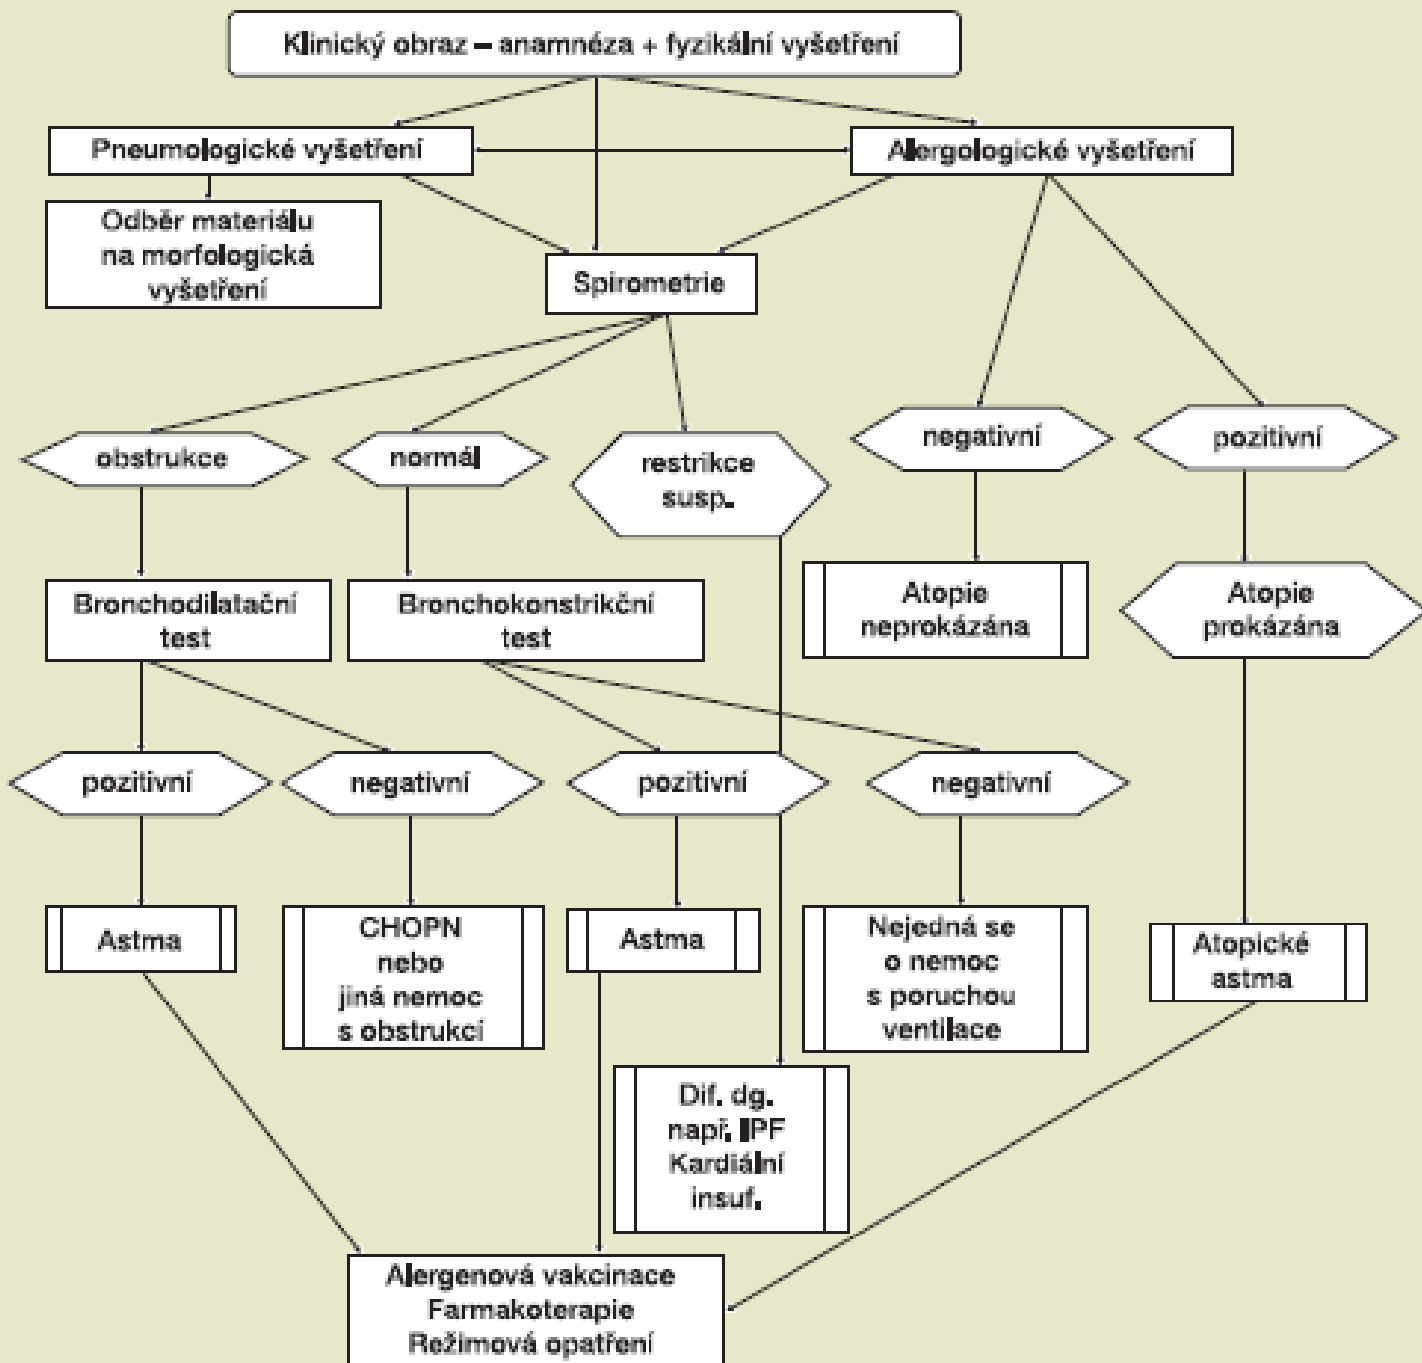 Klinický obraz – anamnéza + fyzikální vyšetření
Pneumologické vyšetření
Alergologické vyšetření
Odběr materiálu
na morfologická
vyšetření
Spirometrie
obstrukce
normál
restrikce
susp.
negativní
pozitivní
Bronchodilatační
test
Bronchokonstrikční
test
Atopie
neprokázána
Atopie
prokázána
pozitivní
negativní
pozitivní
negativní
Astma
CHOPN
nebo
jiná nemoc
s obstrukcí
Astma
Nejedná se
o nemoc
s poruchou
ventilace
Atopické
astma
Dif. dg.
např. IPF
Kardiální
insuf.
Alergenová vakcinace
Farmakoterapie
Režimová opatření